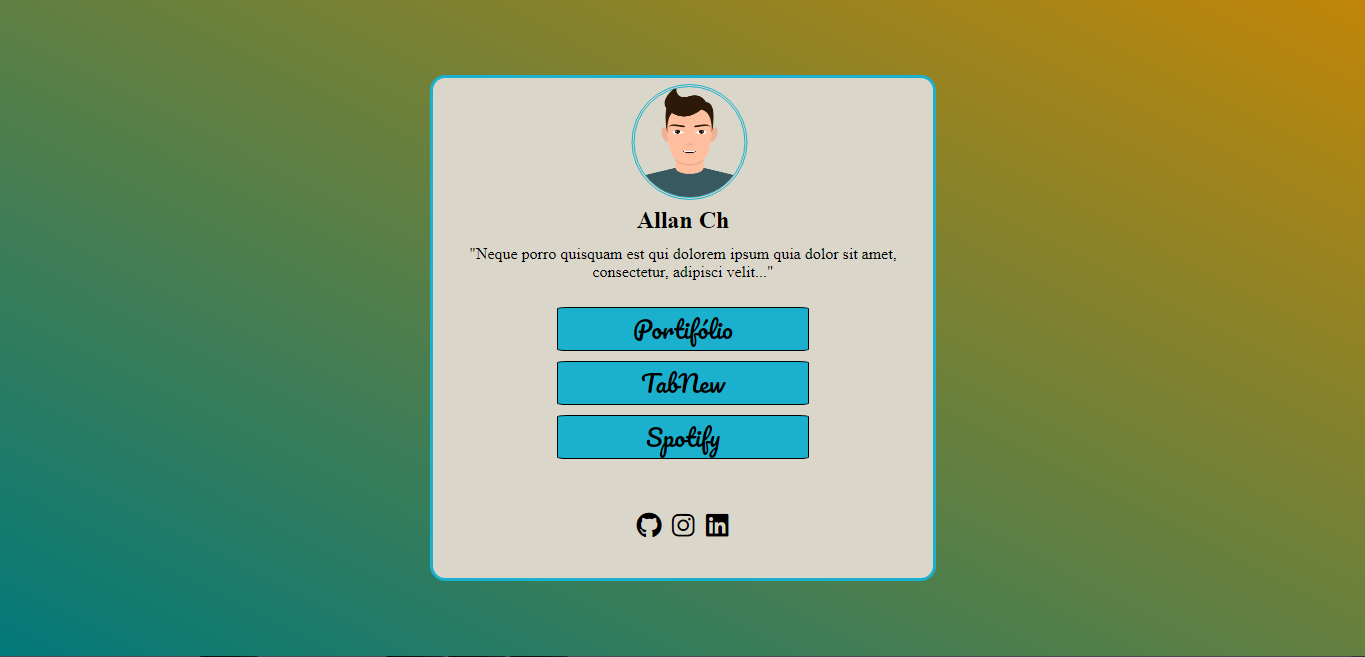 Allan Ch
"Neque porro quisquam est qui dolorem ipsum quia dolor sit amet,
consectetur, adipisci velit..."
Portifólio
TabNew
Spotify